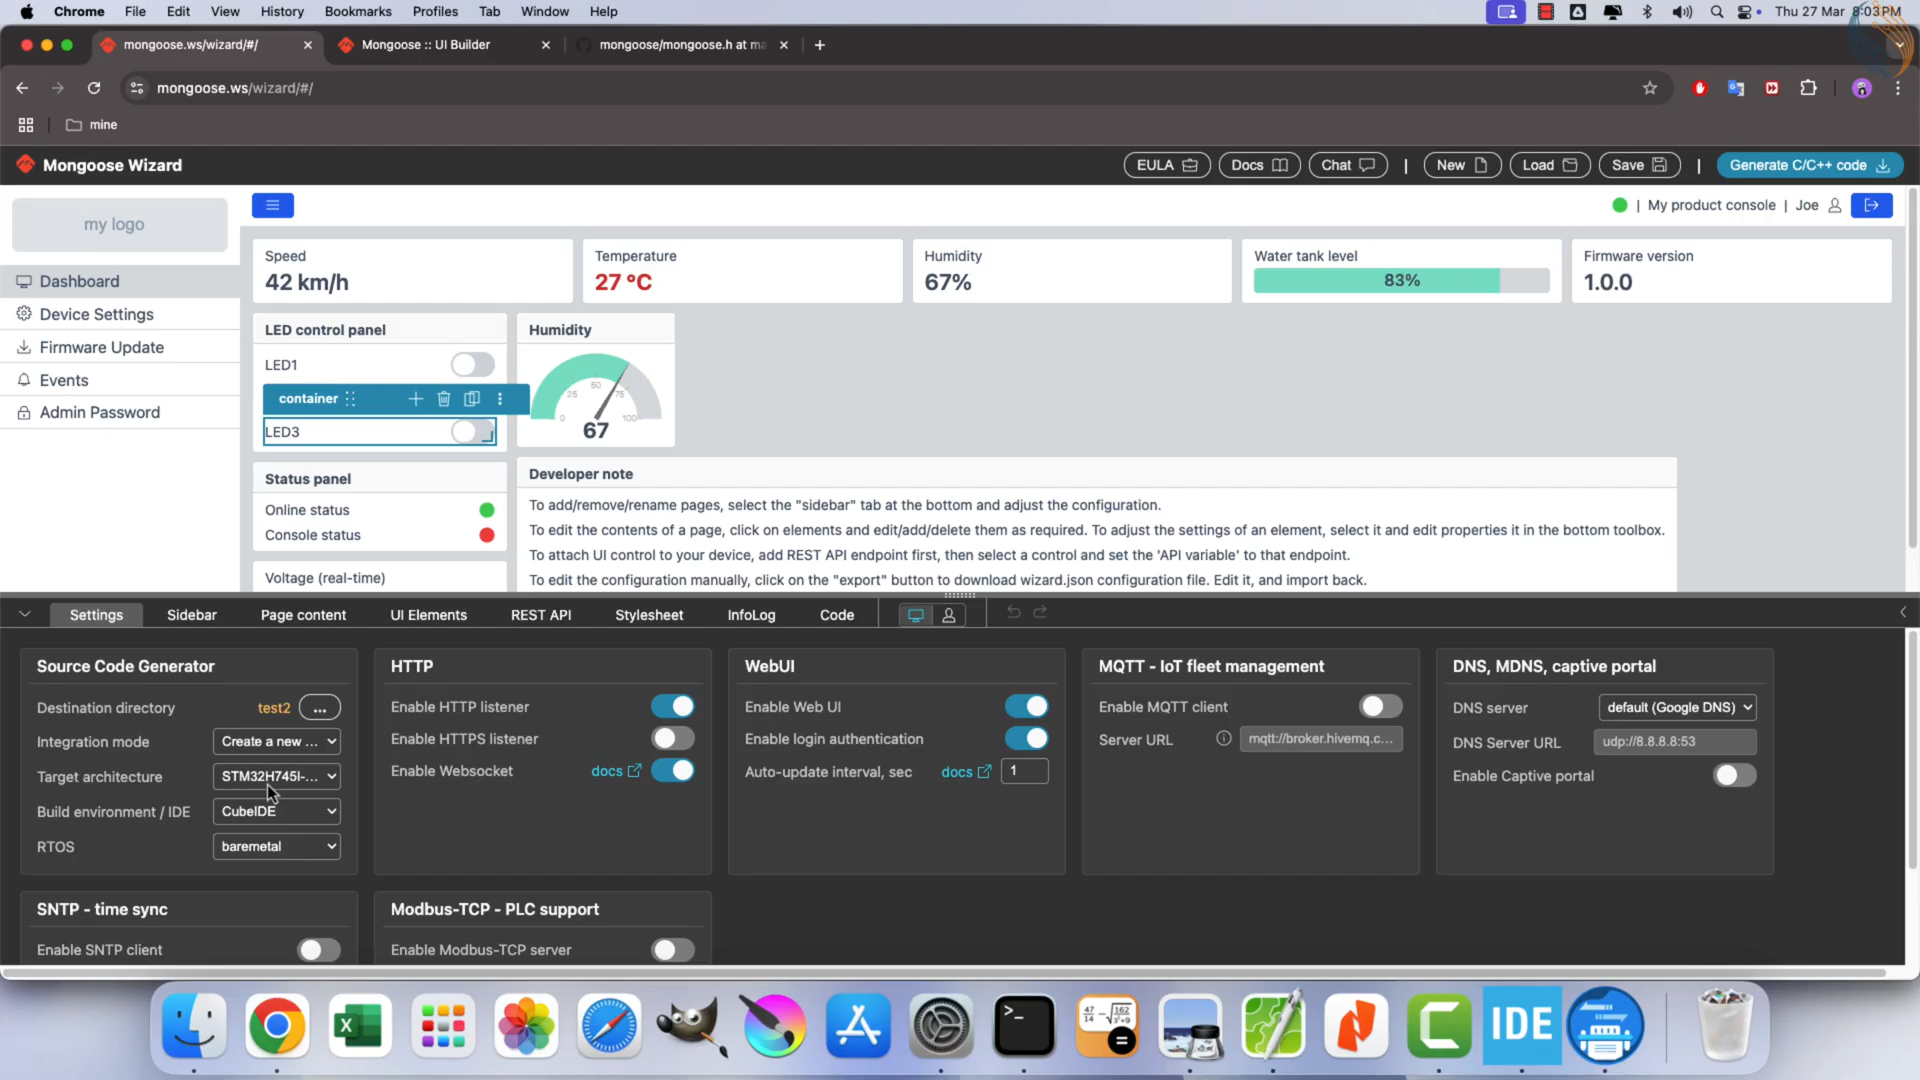 Chrome File Edit View History Bookmarks Profiles Tab Window Help Thu 27 Mar 8:03PM
mongoose.ws/wizard/#/ Mongoose :: UI Builder mongoose/mongoose.h at ma
mongoose.ws/wizard/#/
mine
Mongoose Wizard EULA Docs Chat | New Load Save | Generate C/C++ code
my logo
| My product console | Joe
Dashboard
Device Settings
Firmware Update
Events
Admin Password
Speed
42 km/h
Temperature
27 °C
Humidity
67%
Water tank level
83%
Firmware version
1.0.0
LED control panel
LED1
container
LED3
Humidity
0 25 50 75 100
67
Status panel
Online status
Console status
Voltage (real-time)
Developer note
To add/remove/rename pages, select the "sidebar" tab at the bottom and adjust the configuration.
To edit the contents of a page, click on elements and edit/add/delete them as required. To adjust the settings of an element, select it and edit properties it in the bottom toolbox.
To attach UI control to your device, add REST API endpoint first, then select a control and set the 'API variable' to that endpoint.
To edit the configuration manually, click on the "export" button to download wizard.json configuration file. Edit it, and import back.
Settings Sidebar Page content UI Elements REST API Stylesheet InfoLog Code
Source Code Generator
Destination directory test2 ...
Integration mode Create a new ...
Target architecture STM32H745I-...
Build environment / IDE CubeIDE
RTOS baremetal
HTTP
Enable HTTP listener
Enable HTTPS listener
Enable Websocket docs
WebUI
Enable Web UI
Enable login authentication
Auto-update interval, sec docs 1
MQTT - IoT fleet management
Enable MQTT client
Server URL mqtt://broker.hivemq.c...
DNS, MDNS, captive portal
DNS server default (Google DNS)
DNS Server URL udp://8.8.8.8:53
Enable Captive portal
SNTP - time sync
Enable SNTP client
Modbus-TCP - PLC support
Enable Modbus-TCP server
IDE